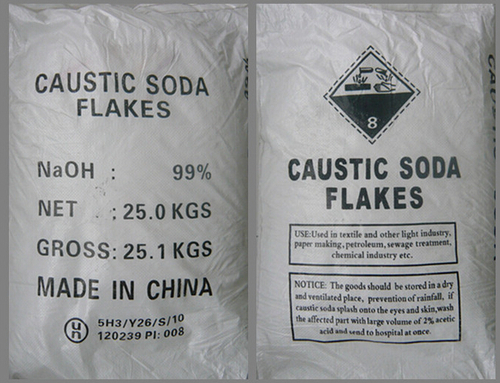 CAUSTIC SODA
FLAKES
NaOH : 99%
NET : 25.0 KGS
GROSS: 25.1 KGS
MADE IN CHINA
un 5H3/Y26/S/10
120239 PI: 008
8
CAUSTIC SODA
FLAKES
USE:Used in textile and other light industry,
paper making, petroleum, sewage treatment,
chemical industry etc.
NOTICE: The goods should be stored in a dry
and ventilated place, prevention of rainfall, if
caustic soda splash onto the eyes and skin,wash
the affected part with large volume of 2% acetic
acid and send to hospital at once.